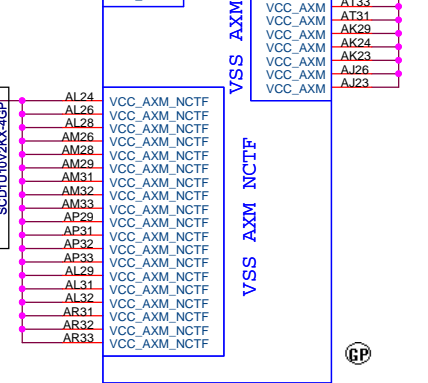 VCC_AXM AT33
VCC_AXM AT31
VCC_AXM AK29
VCC_AXM AK24
VCC_AXM AK23
VCC_AXM AJ26
VCC_AXM AJ23
VSS AXM
SCD1U10V2KX-4GP
AL24 VCC_AXM_NCTF
AL26 VCC_AXM_NCTF
AL28 VCC_AXM_NCTF
AM26 VCC_AXM_NCTF
AM28 VCC_AXM_NCTF
AM29 VCC_AXM_NCTF
AM31 VCC_AXM_NCTF
AM32 VCC_AXM_NCTF
AM33 VCC_AXM_NCTF
AP29 VCC_AXM_NCTF
AP31 VCC_AXM_NCTF
AP32 VCC_AXM_NCTF
AP33 VCC_AXM_NCTF
AL29 VCC_AXM_NCTF
AL31 VCC_AXM_NCTF
AL32 VCC_AXM_NCTF
AR31 VCC_AXM_NCTF
AR32 VCC_AXM_NCTF
AR33 VCC_AXM_NCTF
VSS AXM NCTF
GP